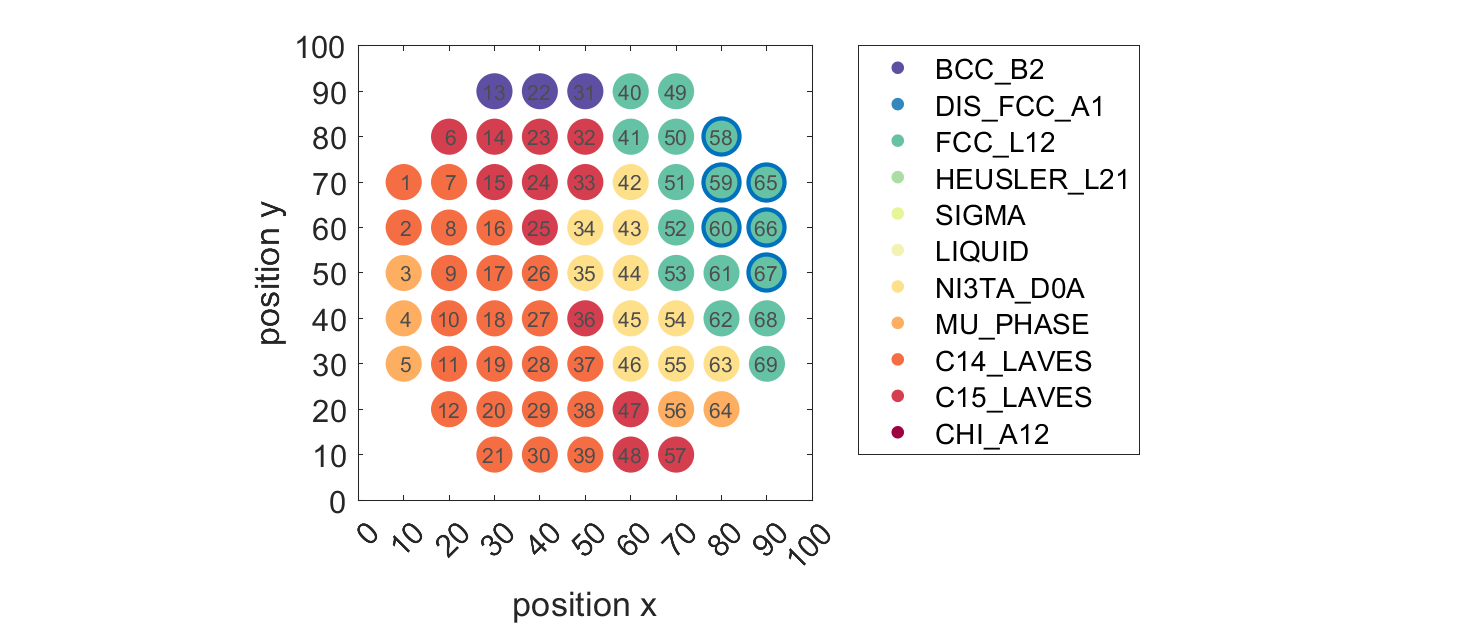 100
90 13 22 31 40 49
80 6 14 23 32 41 50 58
70 1 7 15 24 33 42 51 59 65
60 2 8 16 25 34 43 52 60 66
50 3 9 17 26 35 44 53 61 67
40 4 10 18 27 36 45 54 62 68
30 5 11 19 28 37 46 55 63 69
20 12 20 29 38 47 56 64
10 21 30 39 48 57
0
0 10 20 30 40 50 60 70 80 90 100
position x
position y
BCC_B2
DIS_FCC_A1
FCC_L12
HEUSLER_L21
SIGMA
LIQUID
NI3TA_D0A
MU_PHASE
C14_LAVES
C15_LAVES
CHI_A12